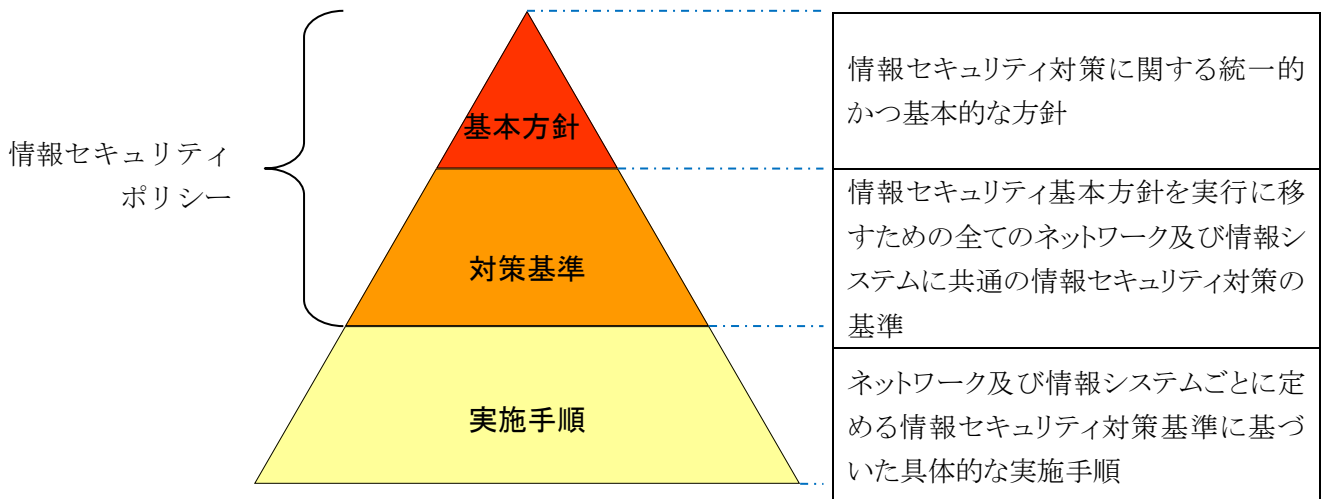 情報セキュリティ
ポリシー
基本方針
対策基準
実施手順
情報セキュリティ対策に関する統一的
かつ基本的な方針
情報セキュリティ基本方針を実行に移
すための全てのネットワーク及び情報シ
ステムに共通の情報セキュリティ対策の
基準
ネットワーク及び情報システムごとに定
める情報セキュリティ対策基準に基づ
いた具体的な実施手順